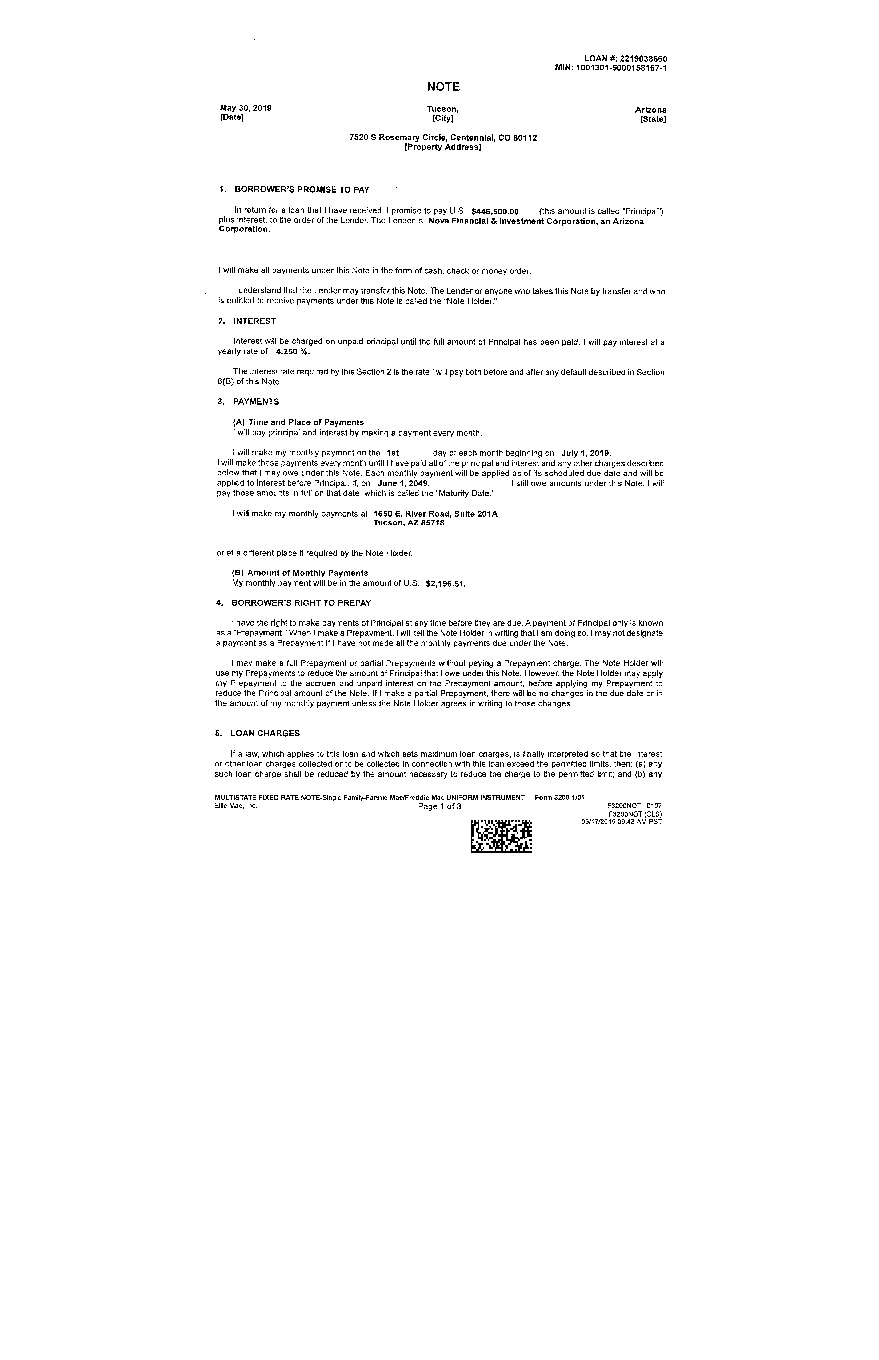 LOAN #: 2219038660
MIN: 1001301-5000158167-1
NOTE
May 30, 2019 Tucson, Arizona
[Date] [City] [State]
7520 S Rosemary Circle, Centennial, CO 80112
[Property Address]
1. BORROWER'S PROMISE TO PAY
In return for a loan that I have received, I promise to pay U.S. $446,500.00 (this amount is called "Principal"),
plus interest, to the order of the Lender. The Lender is Nova Financial & Investment Corporation, an Arizona
Corporation.
I will make all payments under this Note in the form of cash, check or money order.
understand that the Lender may transfer this Note. The Lender or anyone who takes this Note by transfer and who
is entitled to receive payments under this Note is called the "Note Holder."
2. INTEREST
Interest will be charged on unpaid principal until the full amount of Principal has been paid. I will pay interest at a
yearly rate of 4.250 %.
The interest rate required by this Section 2 is the rate I will pay both before and after any default described in Section
6(B) of this Note.
3. PAYMENTS
(A) Time and Place of Payments
I will pay principal and interest by making a payment every month.
I will make my monthly payment on the 1st day of each month beginning on July 1, 2019.
I will make these payments every month until I have paid all of the principal and interest and any other charges described
below that I may owe under this Note. Each monthly payment will be applied as of its scheduled due date and will be
applied to interest before Principal. If, on June 1, 2049, I still owe amounts under this Note, I will
pay those amounts in full on that date, which is called the "Maturity Date."
I will make my monthly payments at 1650 E. River Road, Suite 201A
Tucson, AZ 85718
or at a different place if required by the Note Holder.
(B) Amount of Monthly Payments
My monthly payment will be in the amount of U.S. $2,196.51.
4. BORROWER'S RIGHT TO PREPAY
I have the right to make payments of Principal at any time before they are due. A payment of Principal only is known
as a "Prepayment." When I make a Prepayment, I will tell the Note Holder in writing that I am doing so. I may not designate
a payment as a Prepayment if I have not made all the monthly payments due under the Note.
I may make a full Prepayment or partial Prepayments without paying a Prepayment charge. The Note Holder will
use my Prepayments to reduce the amount of Principal that I owe under this Note. However, the Note Holder may apply
my Prepayment to the accrued and unpaid interest on the Prepayment amount, before applying my Prepayment to
reduce the Principal amount of the Note. If I make a partial Prepayment, there will be no changes in the due date or in
the amount of my monthly payment unless the Note Holder agrees in writing to those changes.
5. LOAN CHARGES
If a law, which applies to this loan and which sets maximum loan charges, is finally interpreted so that the interest
or other loan charges collected or to be collected in connection with this loan exceed the permitted limits, then: (a) any
such loan charge shall be reduced by the amount necessary to reduce the charge to the permitted limit; and (b) any
MULTISTATE FIXED RATE NOTE-Single Family-Fannie Mae/Freddie Mac UNIFORM INSTRUMENT Form 3200 1/01
Ellie Mae, Inc. Page 1 of 3 F3200NOT 0107
F3200NOT (CLS)
09:42 AM PST